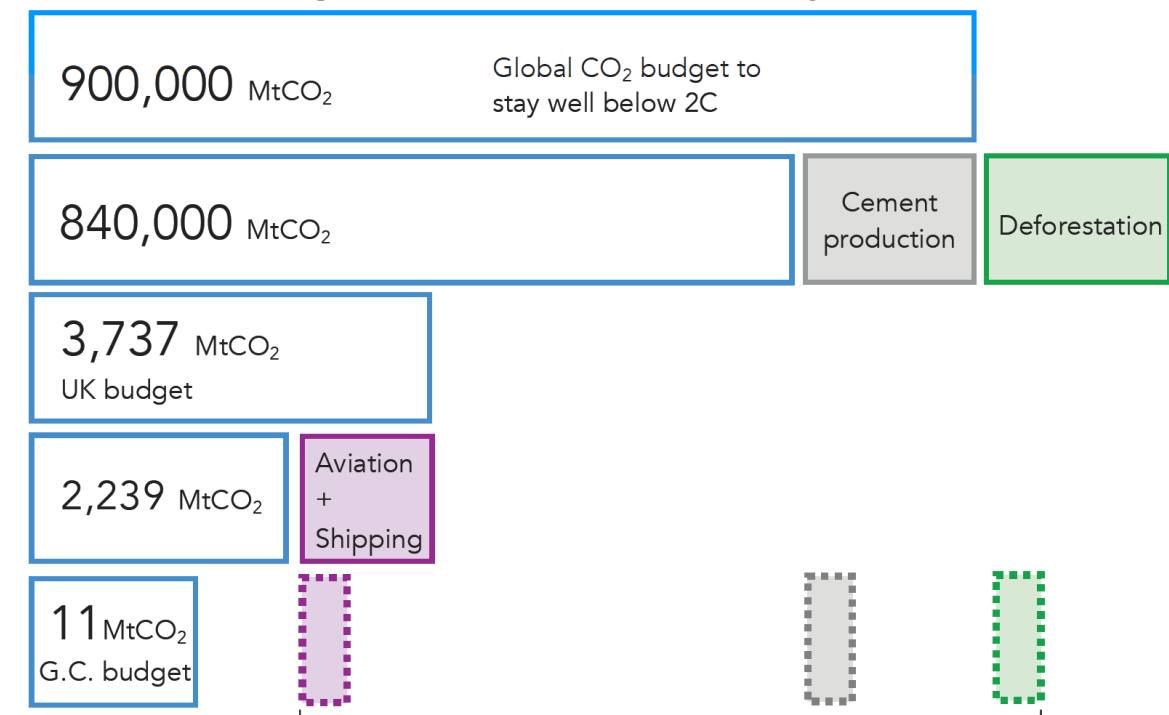 900,000 MtCO₂
Global CO₂ budget to
stay well below 2C
840,000 MtCO₂
Cement
production
Deforestation
3,737 MtCO₂
UK budget
2,239 MtCO₂
Aviation
+
Shipping
11 MtCO₂
G.C. budget